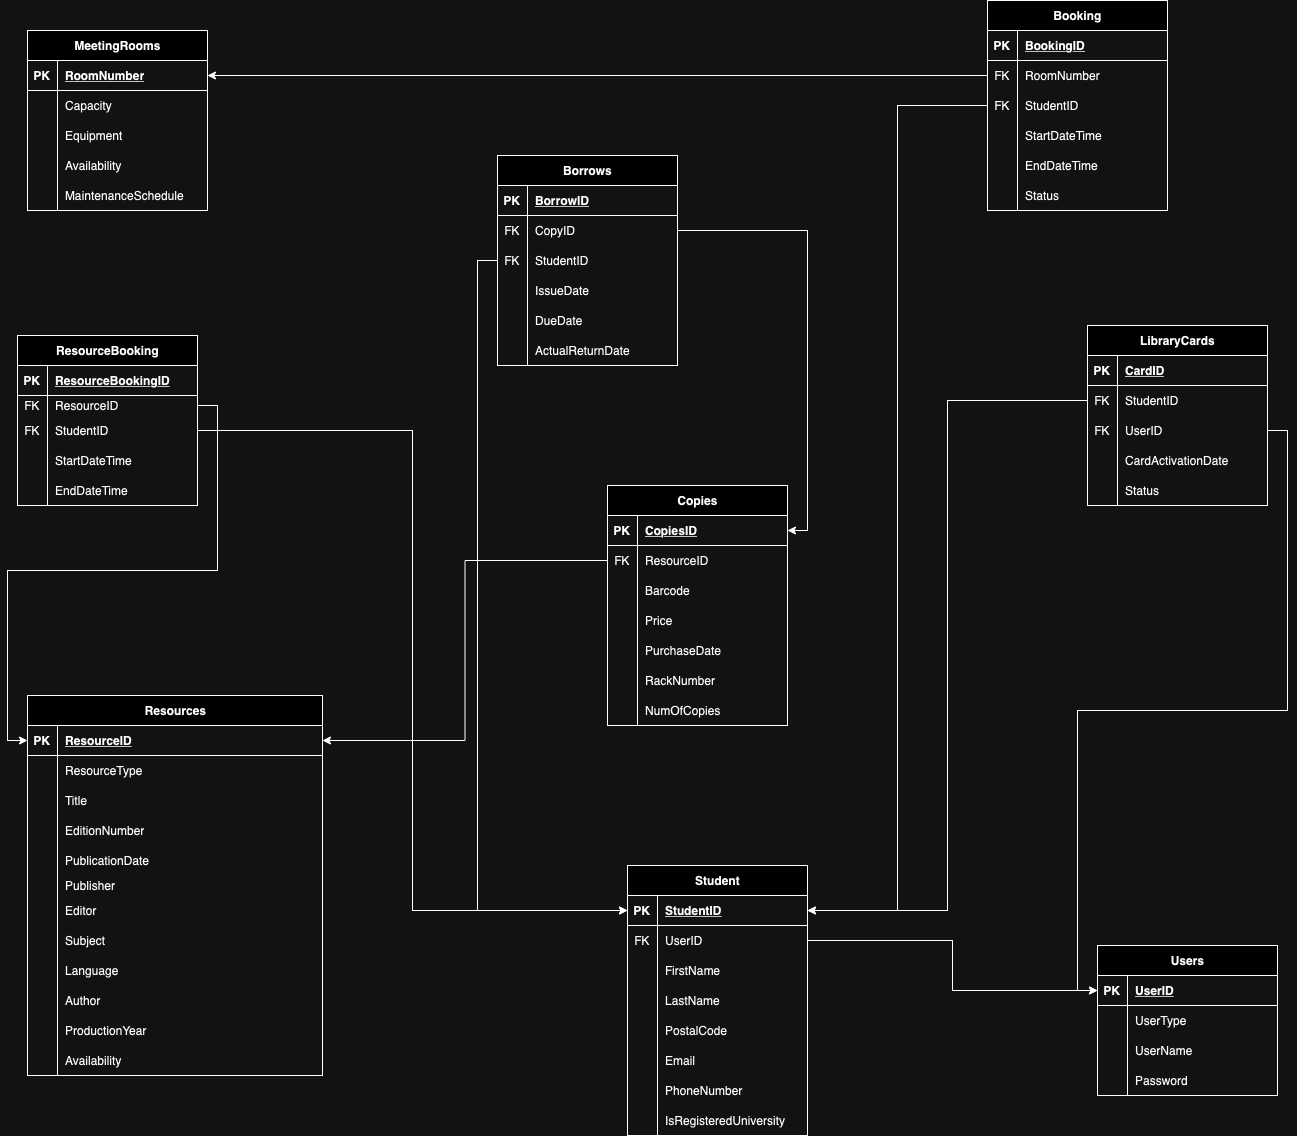 Booking
PK BookingID
FK RoomNumber
FK StudentID
StartDateTime
EndDateTime
Status
MeetingRooms
PK RoomNumber
Capacity
Equipment
Availability
MaintenanceSchedule
Borrows
PK BorrowID
FK CopyID
FK StudentID
IssueDate
DueDate
ActualReturnDate
ResourceBooking
PK ResourceBookingID
FK ResourceID
FK StudentID
StartDateTime
EndDateTime
LibraryCards
PK CardID
FK StudentID
FK UserID
CardActivationDate
Status
Copies
PK CopiesID
FK ResourceID
Barcode
Price
PurchaseDate
RackNumber
NumOfCopies
Resources
PK ResourceID
ResourceType
Title
EditionNumber
PublicationDate
Publisher
Editor
Subject
Language
Author
ProductionYear
Availability
Student
PK StudentID
FK UserID
FirstName
LastName
PostalCode
Email
PhoneNumber
IsRegisteredUniversity
Users
PK UserID
UserType
UserName
Password